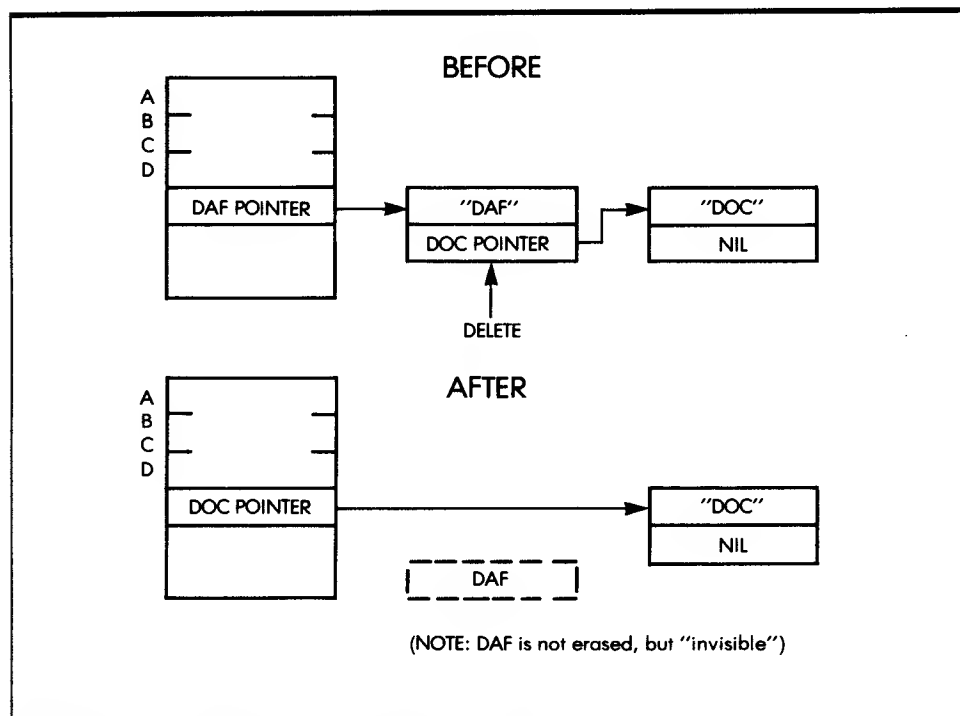 BEFORE
A
B
C
D
DAF POINTER
"DAF"
DOC POINTER
"DOC"
NIL
DELETE
AFTER
A
B
C
D
DOC POINTER
"DOC"
NIL
DAF
(NOTE: DAF is not erased, but "invisible")